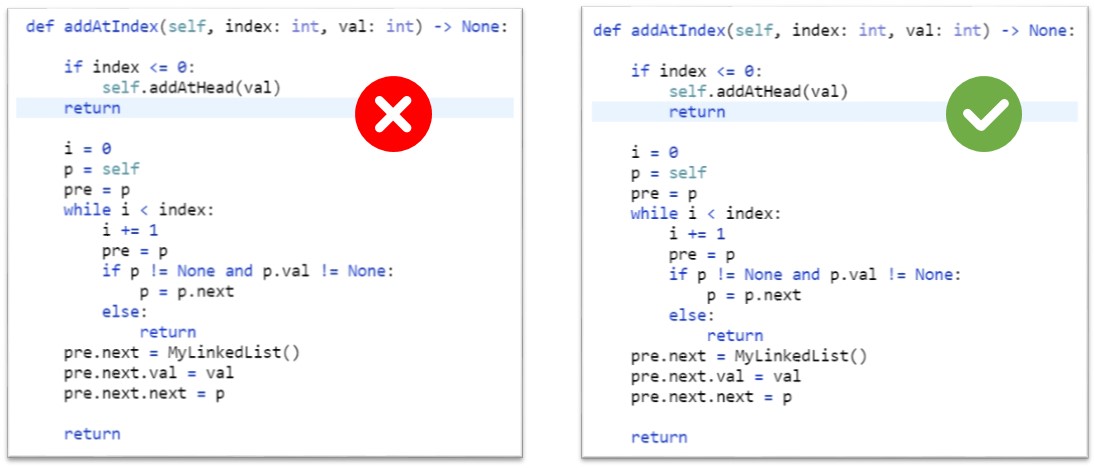 def addAtIndex(self, index: int, val: int) -> None:
    if index <= 0:
        self.addAtHead(val)
    return
    i = 0
    p = self
    pre = p
    while i < index:
        i += 1
        pre = p
        if p != None and p.val != None:
            p = p.next
        else:
            return
    pre.next = MyLinkedList()
    pre.next.val = val
    pre.next.next = p
    return
def addAtIndex(self, index: int, val: int) -> None:
    if index <= 0:
        self.addAtHead(val)
        return
    i = 0
    p = self
    pre = p
    while i < index:
        i += 1
        pre = p
        if p != None and p.val != None:
            p = p.next
        else:
            return
    pre.next = MyLinkedList()
    pre.next.val = val
    pre.next.next = p
    return